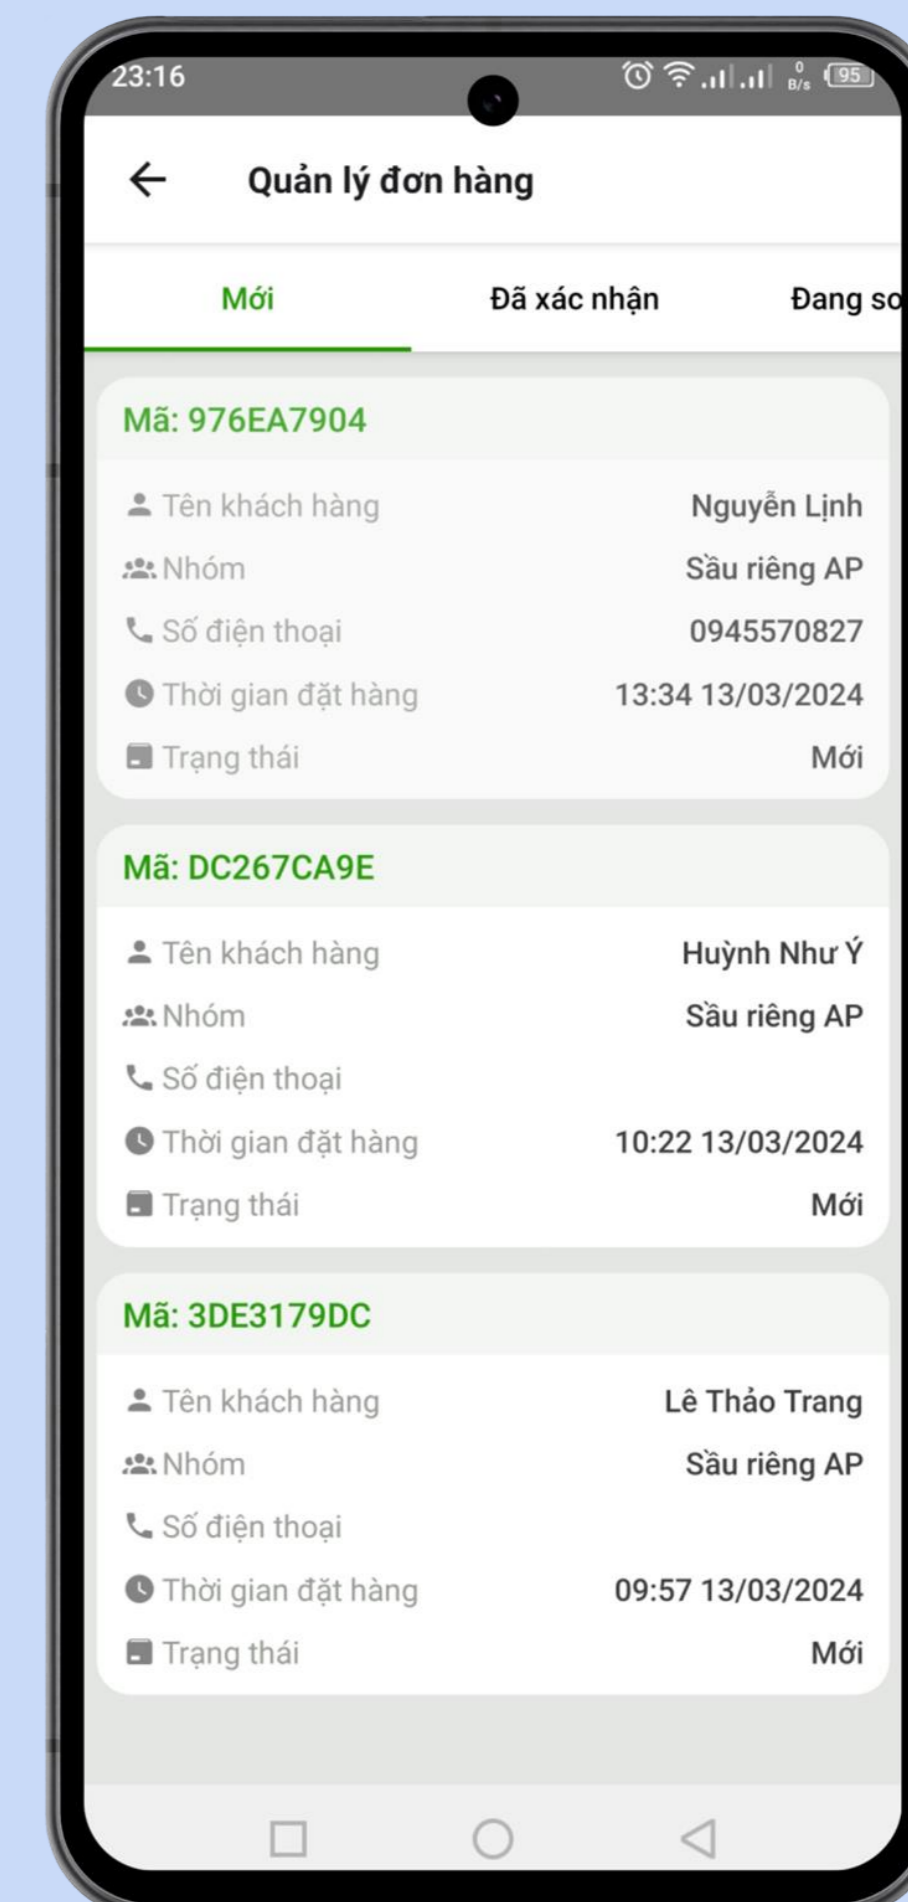 23:16 0 B/s 95
Quản lý đơn hàng
Mới Đã xác nhận Đang so
Mã: 976EA7904
Tên khách hàng Nguyễn Lịnh
Nhóm Sầu riêng AP
Số điện thoại 0945570827
Thời gian đặt hàng 13:34 13/03/2024
Trạng thái Mới
Mã: DC267CA9E
Tên khách hàng Huỳnh Như Ý
Nhóm Sầu riêng AP
Số điện thoại
Thời gian đặt hàng 10:22 13/03/2024
Trạng thái Mới
Mã: 3DE3179DC
Tên khách hàng Lê Thảo Trang
Nhóm Sầu riêng AP
Số điện thoại
Thời gian đặt hàng 09:57 13/03/2024
Trạng thái Mới